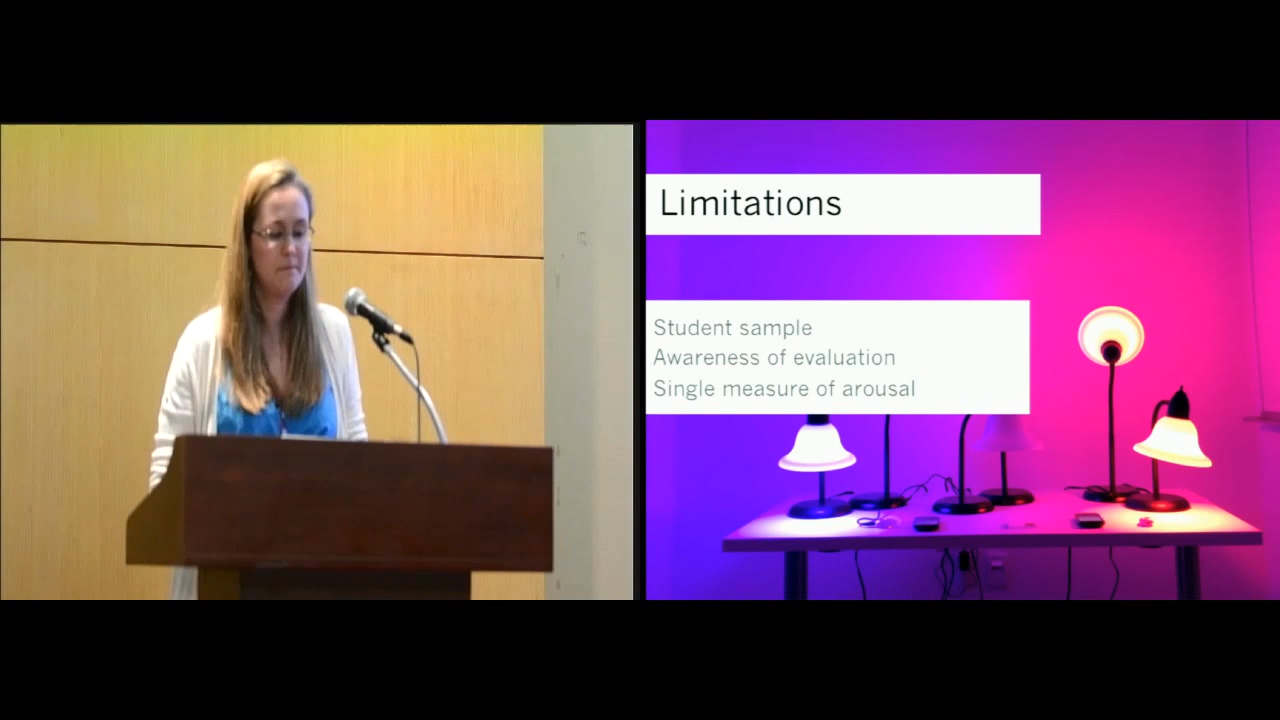 Limitations
Student sample
Awareness of evaluation
Single measure of arousal